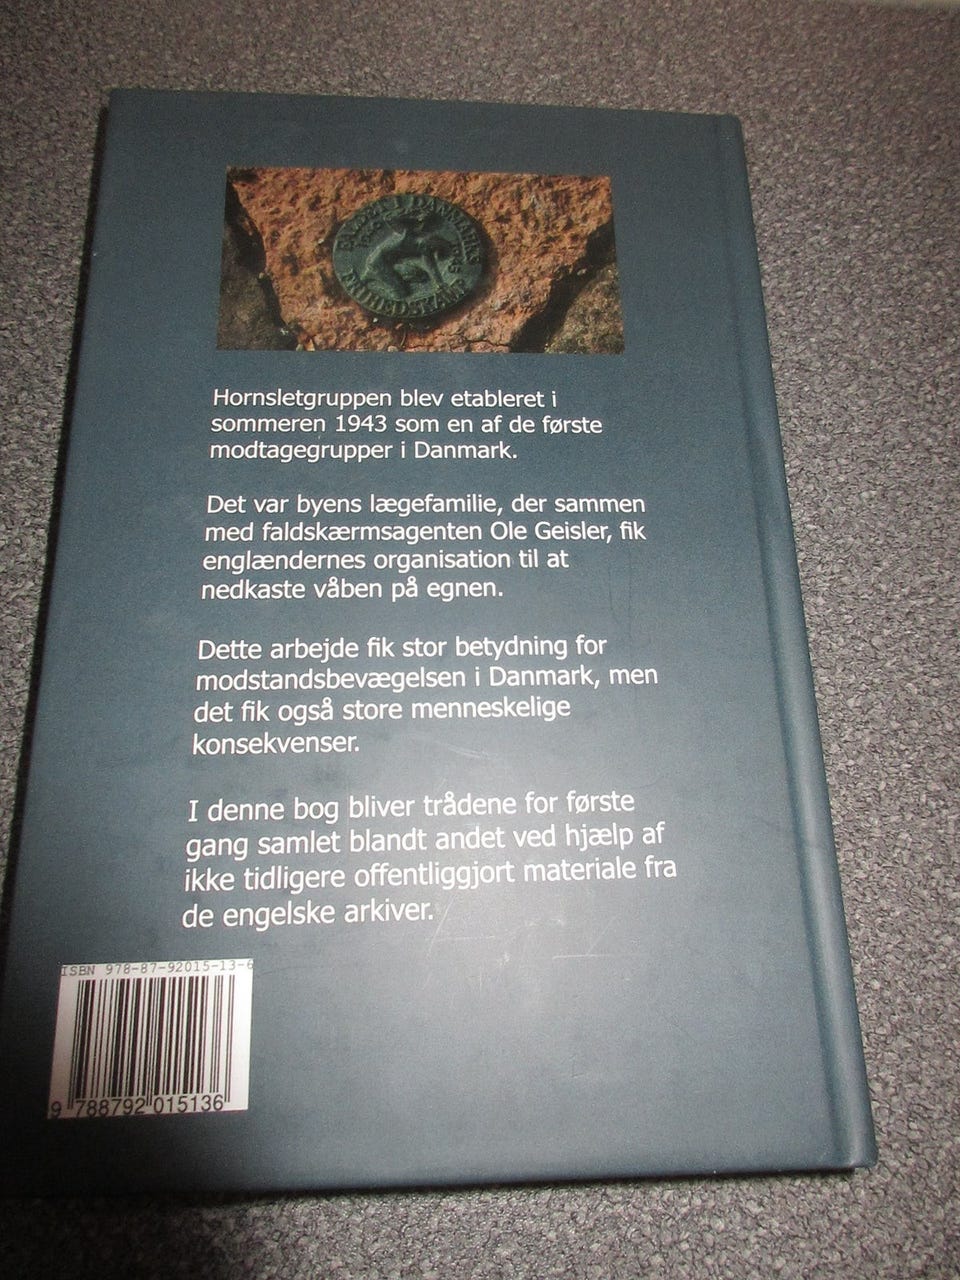 FALDET I DANMARKS
FRIHEDSKAMP
Hornsletgruppen blev etableret i
sommeren 1943 som en af de første
modtagegrupper i Danmark.
Det var byens lægefamilie, der sammen
med faldskærmsagenten Ole Geisler, fik
englændernes organisation til at
nedkaste våben på egnen.
Dette arbejde fik stor betydning for
modstandsbevægelsen i Danmark, men
det fik også store menneskelige
konsekvenser.
I denne bog bliver trådene for første
gang samlet blandt andet ved hjælp af
ikke tidligere offentliggjort materiale fra
de engelske arkiver.
ISBN 978-87-92015-13-6
9 788792 015136